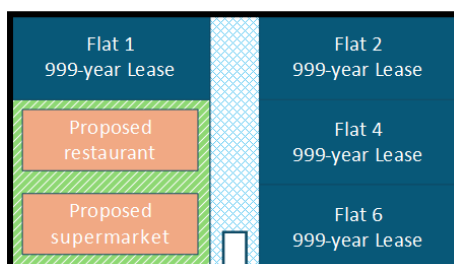 Flat 1
999-year Lease
Flat 2
999-year Lease
Proposed
restaurant
Flat 4
999-year Lease
Proposed
supermarket
Flat 6
999-year Lease